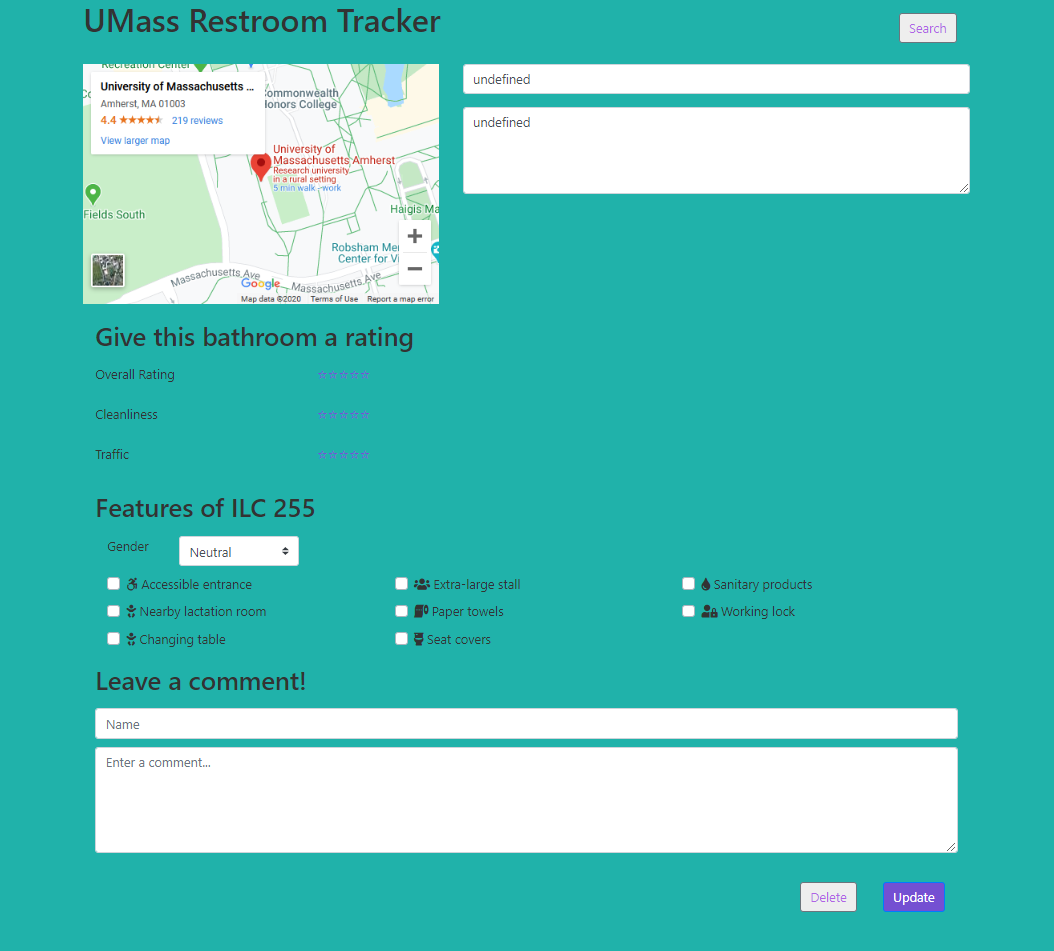 UMass Restroom Tracker
Search
Recreation Center
University of Massachusetts ...
Amherst, MA 01003
4.4 219 reviews
View larger map
Commonwealth
Honors College
University of
Massachusetts Amherst
Research university
in a rural setting
5 min walk - work
Fields South
Haigis Ma
Robsham Mem
Center for Vi
Massachusetts Ave
Massachusetts Ave
Google
Map data ©2020 Terms of Use Report a map error
undefined
undefined
Give this bathroom a rating
Overall Rating ☆☆☆☆☆
Cleanliness ☆☆☆☆☆
Traffic ☆☆☆☆☆
Features of ILC 255
Gender Neutral
Accessible entrance Extra-large stall Sanitary products
Nearby lactation room Paper towels Working lock
Changing table Seat covers
Leave a comment!
Name
Enter a comment...
Delete Update